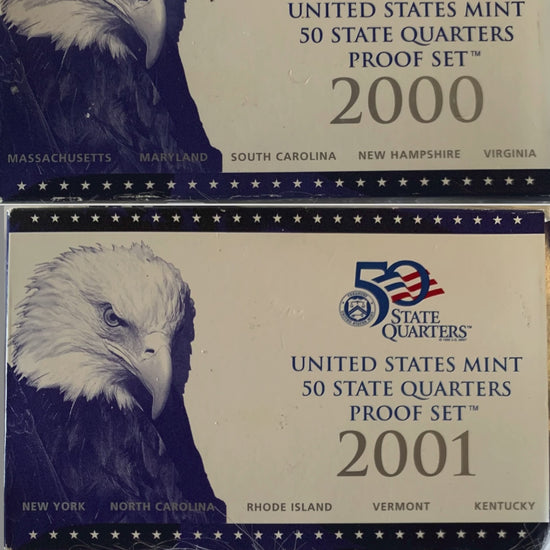 UNITED STATES MINT
50 STATE QUARTERS
PROOF SET™
2000
MASSACHUSETTS MARYLAND SOUTH CAROLINA NEW HAMPSHIRE VIRGINIA
50
STATE
QUARTERS™
UNITED STATES MINT
50 STATE QUARTERS
PROOF SET™
2001
NEW YORK NORTH CAROLINA RHODE ISLAND VERMONT KENTUCKY